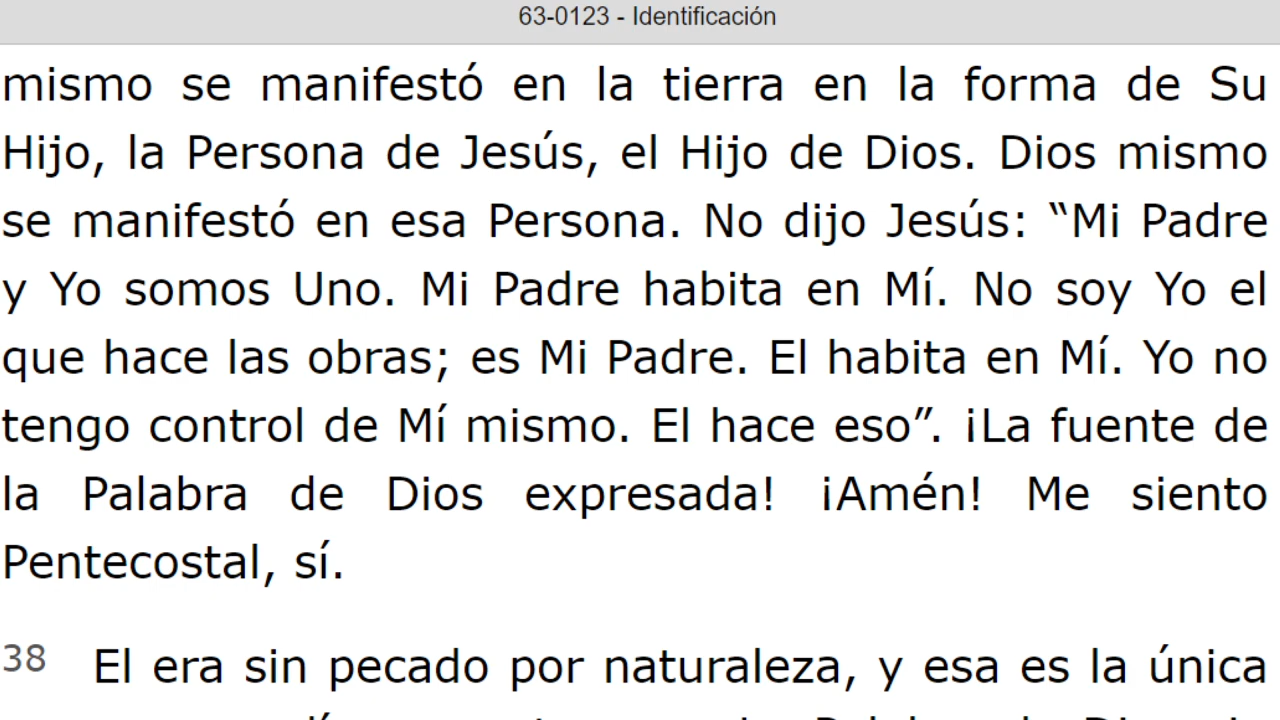 63-0123 - Identificación
mismo se manifestó en la tierra en la forma de Su
Hijo, la Persona de Jesús, el Hijo de Dios. Dios mismo
se manifestó en esa Persona. No dijo Jesús: “Mi Padre
y Yo somos Uno. Mi Padre habita en Mí. No soy Yo el
que hace las obras; es Mi Padre. El habita en Mí. Yo no
tengo control de Mí mismo. El hace eso”. ¡La fuente de
la Palabra de Dios expresada! ¡Amén! Me siento
Pentecostal, sí.
38 El era sin pecado por naturaleza, y esa es la única